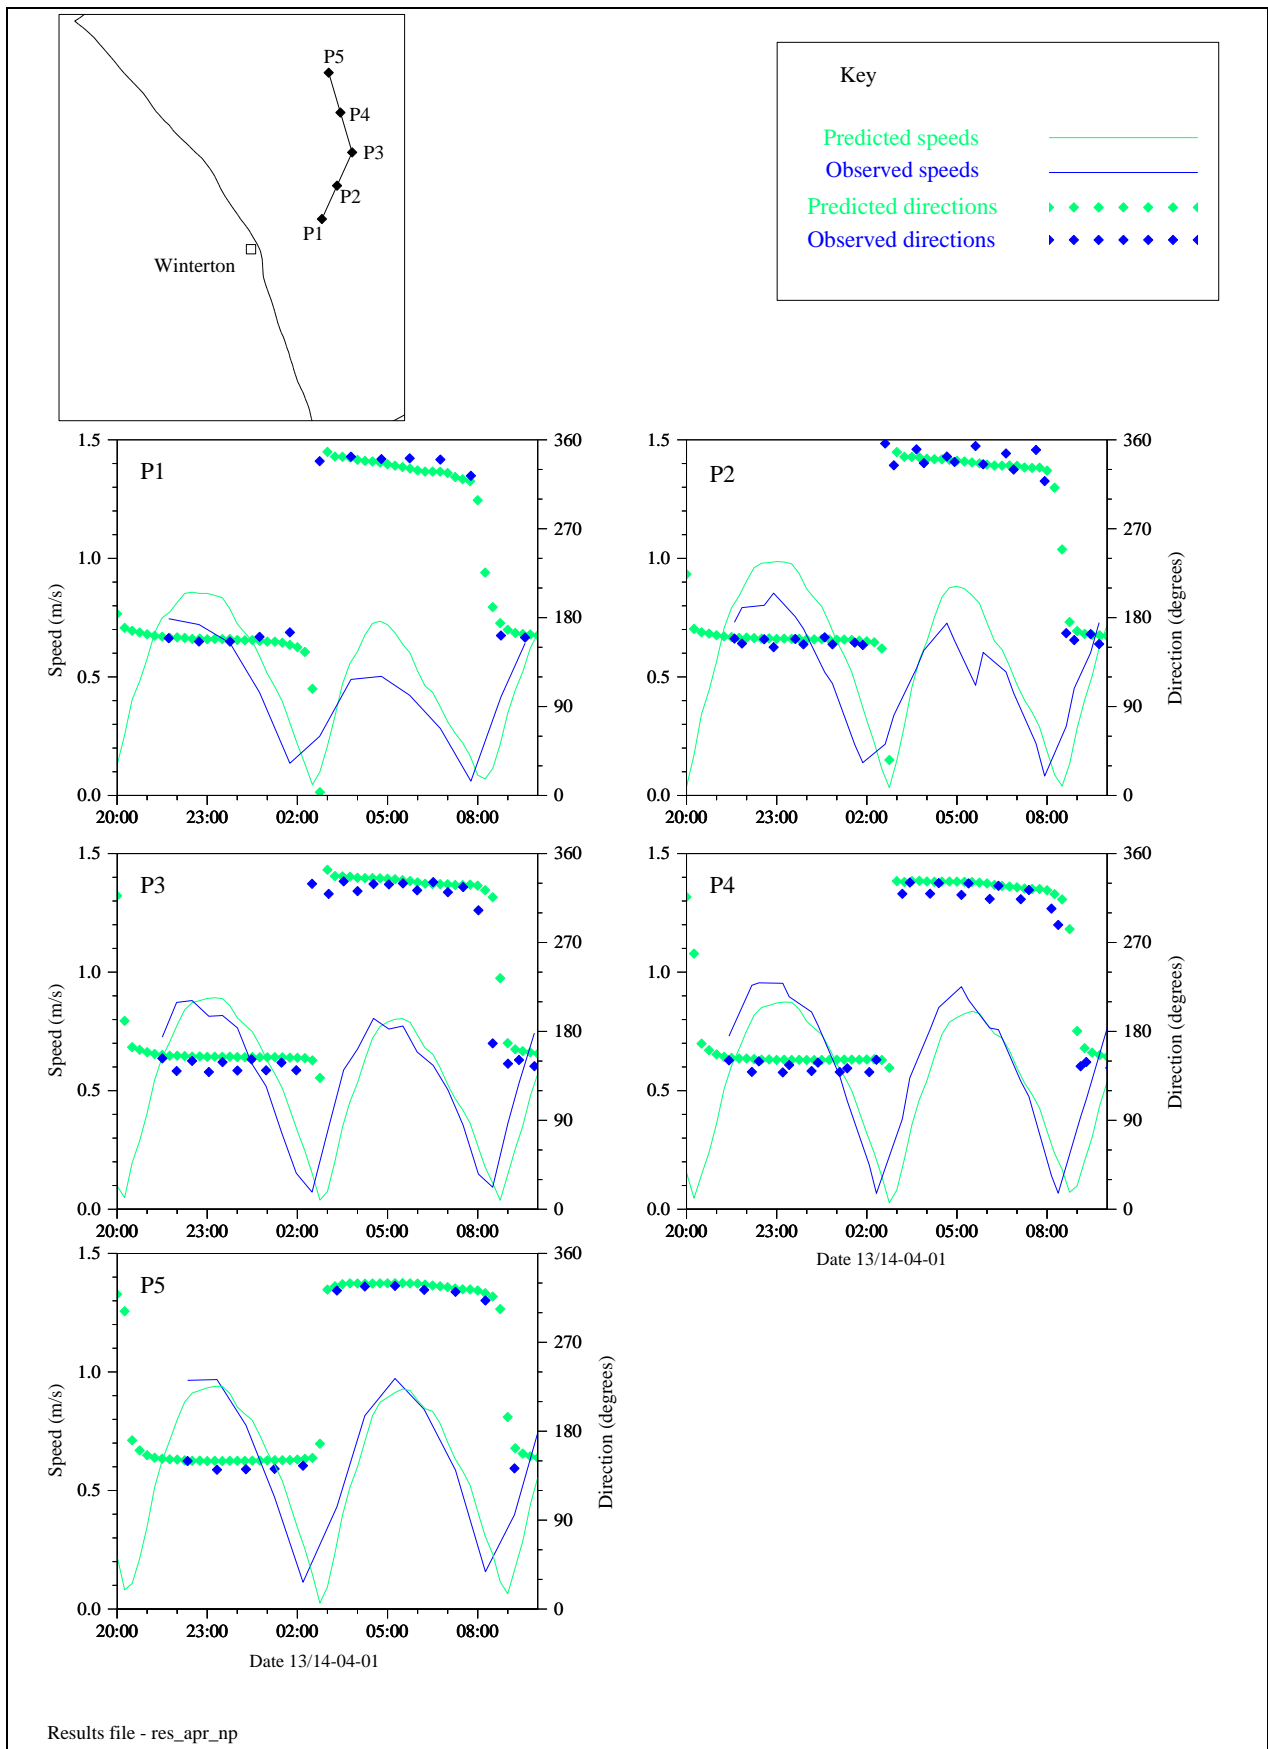 P5
P4
P3
P2
P1
Winterton
Key
Predicted speeds
Observed speeds
Predicted directions
Observed directions
P1
1.5
1.0
0.5
0.0
Speed (m/s)
360
270
180
90
0
20:00 23:00 02:00 05:00 08:00
P2
1.5
1.0
0.5
0.0
360
270
180
90
0
Direction (degrees)
20:00 23:00 02:00 05:00 08:00
P3
1.5
1.0
0.5
0.0
Speed (m/s)
360
270
180
90
0
20:00 23:00 02:00 05:00 08:00
P4
1.5
1.0
0.5
0.0
360
270
180
90
0
Direction (degrees)
20:00 23:00 02:00 05:00 08:00
Date 13/14-04-01
P5
1.5
1.0
0.5
0.0
Speed (m/s)
360
270
180
90
0
Direction (degrees)
20:00 23:00 02:00 05:00 08:00
Date 13/14-04-01
Results file - res_apr_np